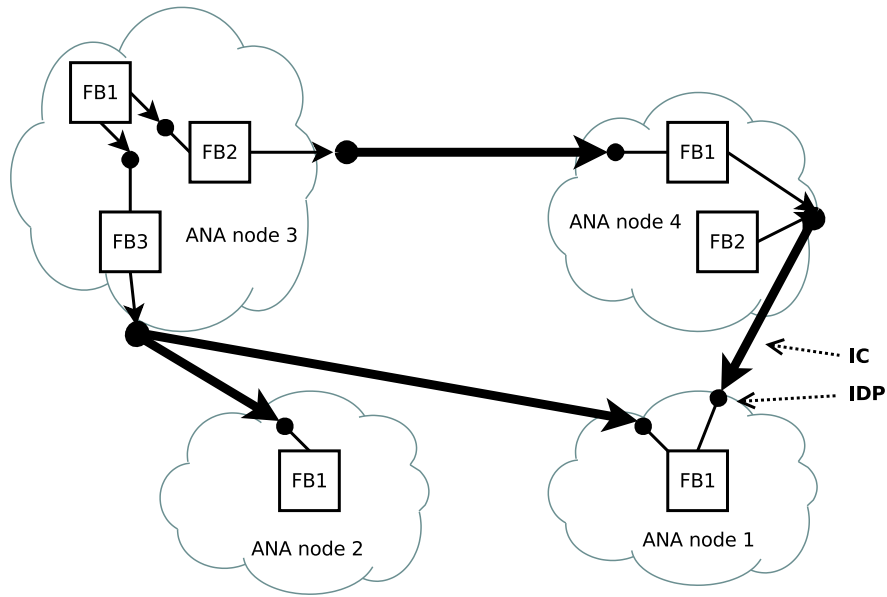 FB1
FB2
FB3
ANA node 3
FB1
FB2
ANA node 4
IC
IDP
FB1
ANA node 2
FB1
ANA node 1